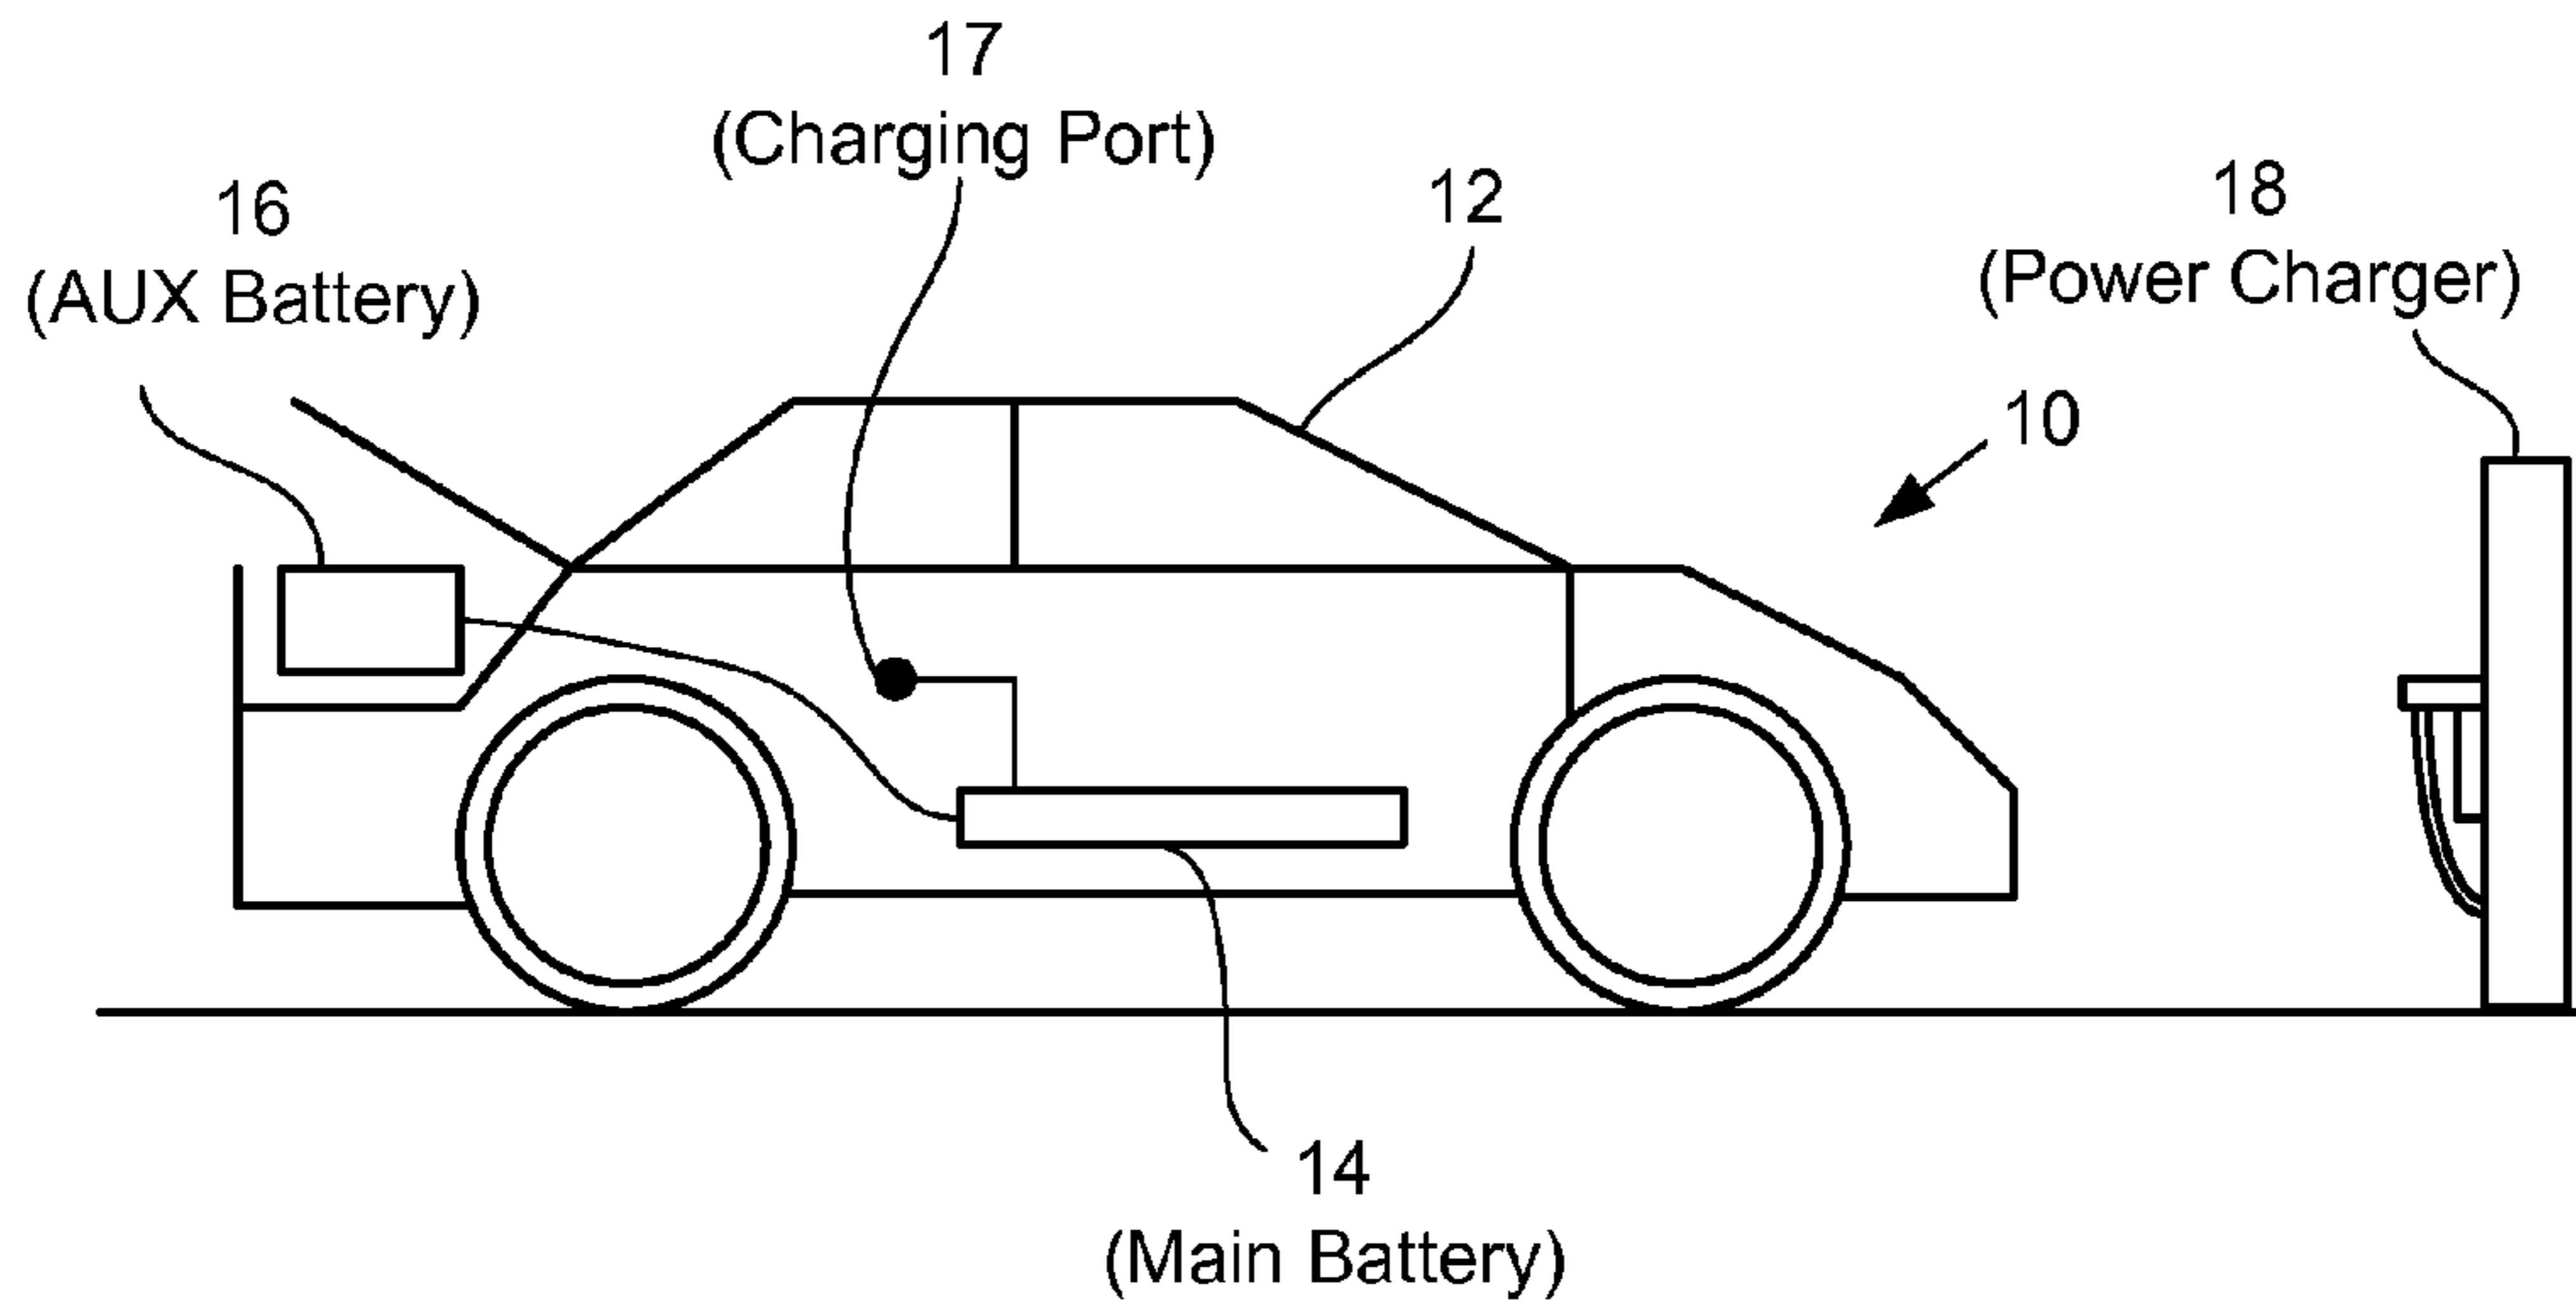 17
(Charging Port)
16
(AUX Battery)
12
18
(Power Charger)
10
14
(Main Battery)